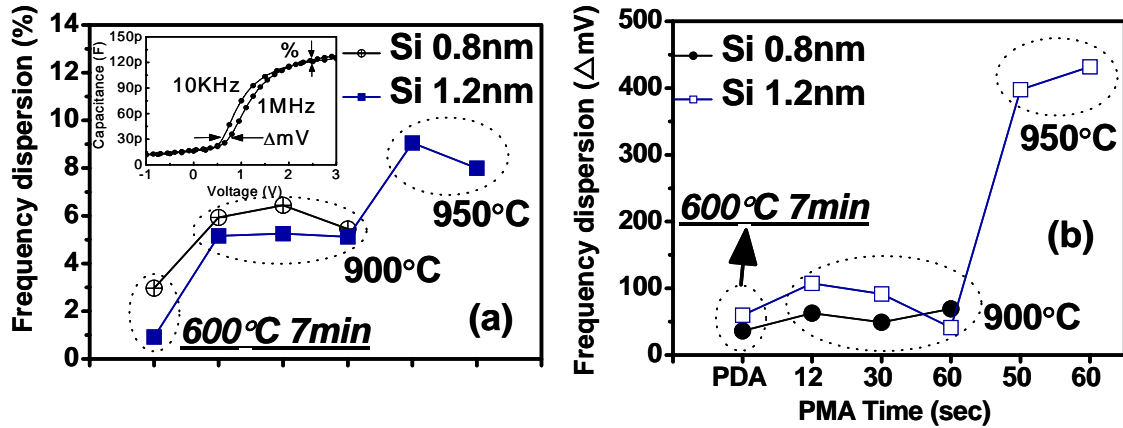 Frequency dispersion (%)
14
12
10
8
6
4
2
0
Capacitance (F)
150p
120p
90p
60p
30p
0
-1 0 1 2 3
Voltage (V)
10KHz
1MHz
%
ΔmV
Si 0.8nm
Si 1.2nm
950°C
900°C
600°C 7min
(a)
Frequency dispersion (△mV)
500
400
300
200
100
0
Si 0.8nm
Si 1.2nm
950°C
600°C 7min
(b)
900°C
PDA 12 30 60 50 60
PMA Time (sec)